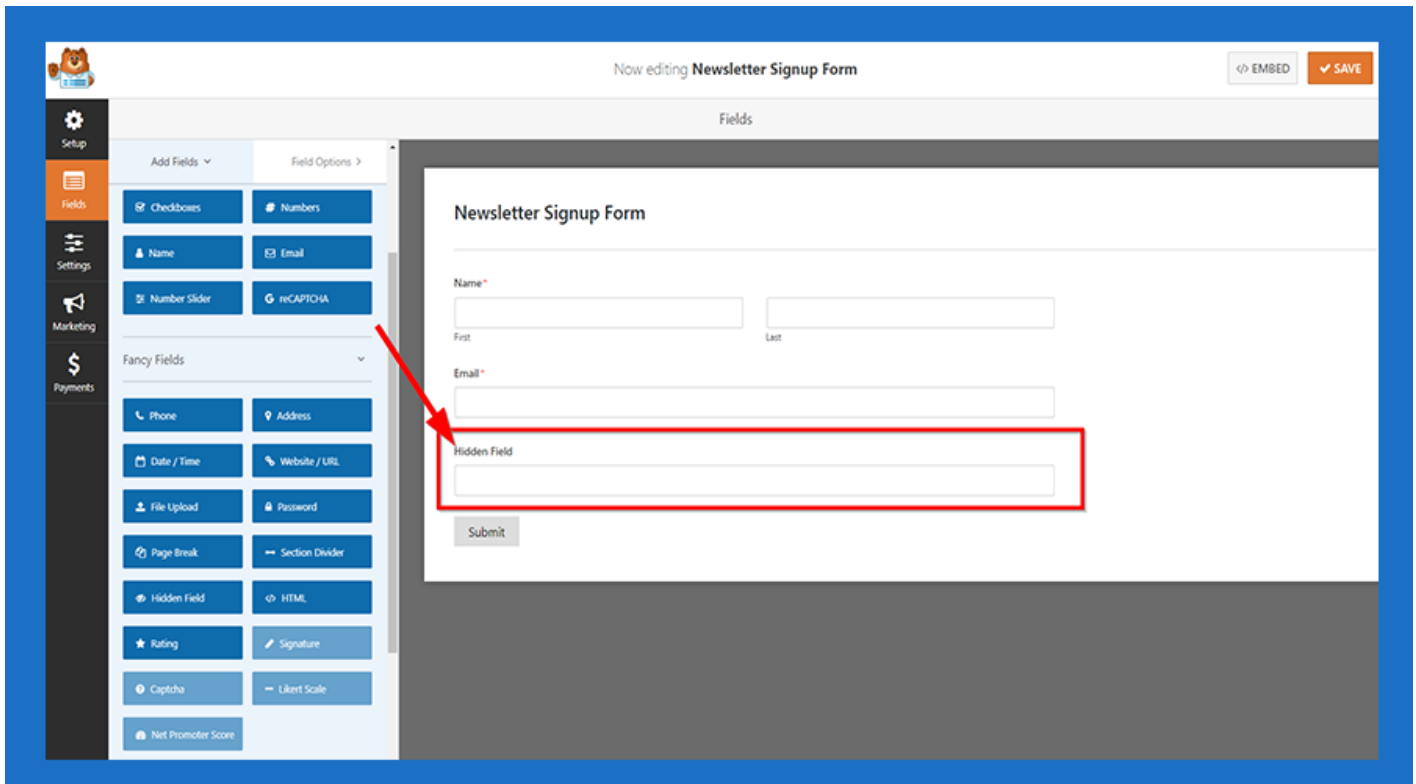 Now editing Newsletter Signup Form
</> EMBED
SAVE
Setup
Fields
Settings
Marketing
Payments
Fields
Add Fields
Field Options
Checkboxes
Numbers
Name
Email
Number Slider
reCAPTCHA
Fancy Fields
Phone
Address
Date / Time
Website / URL
File Upload
Password
Page Break
Section Divider
Hidden Field
</> HTML
Rating
Signature
Captcha
Likert Scale
Net Promoter Score
Newsletter Signup Form
Name *
First
Last
Email *
Hidden Field
Submit